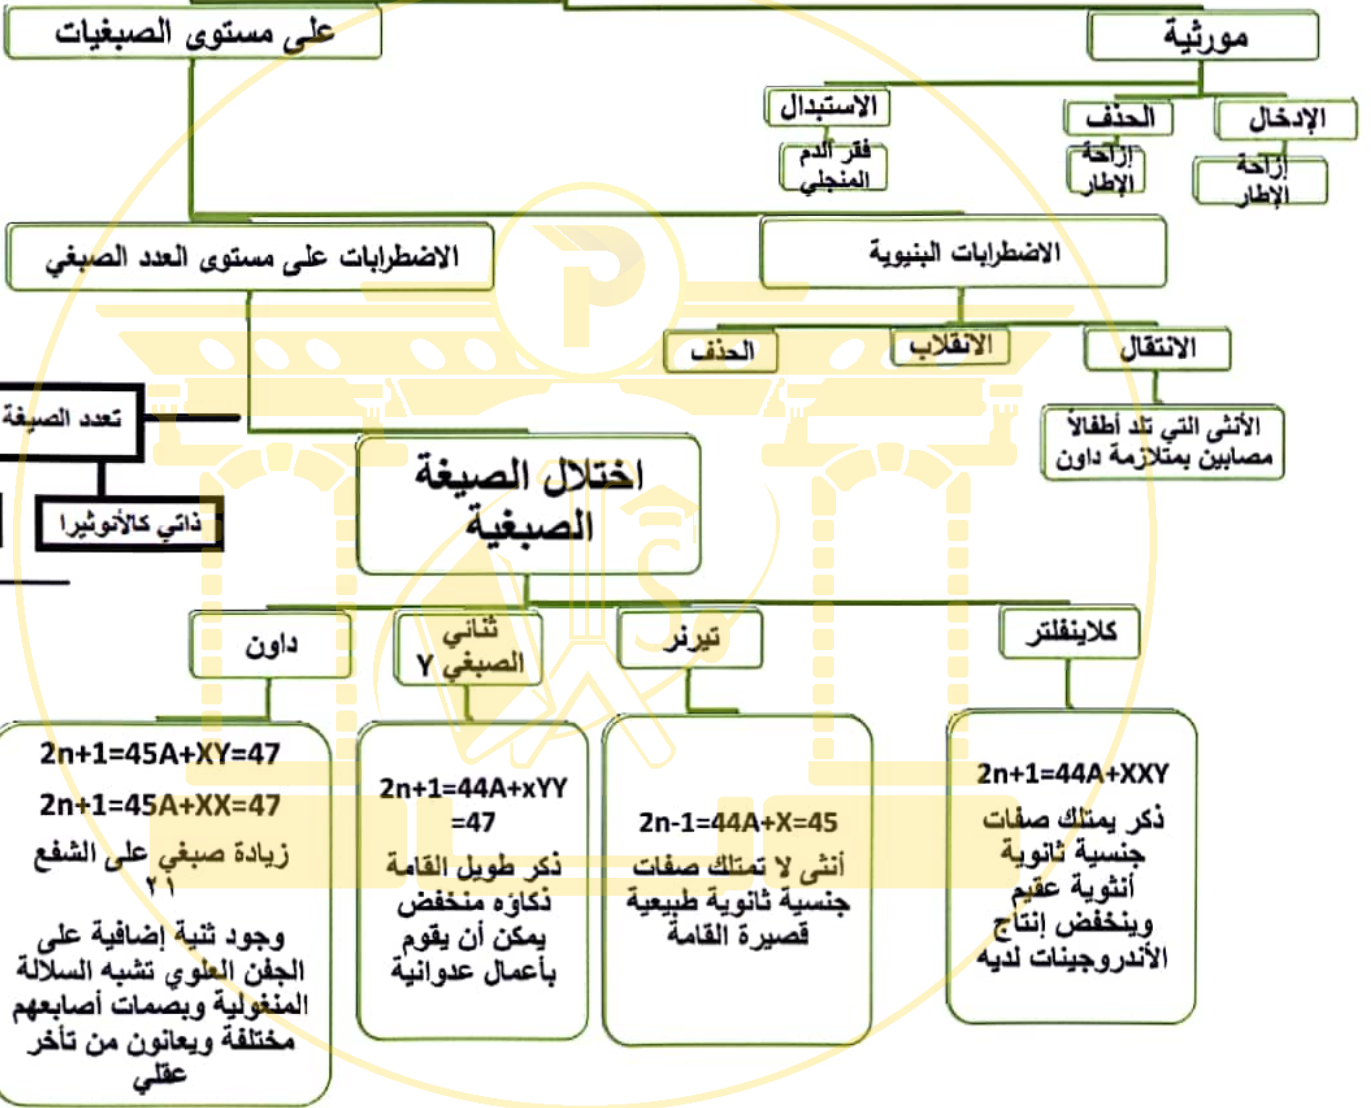 مورثية
على مستوى الصبغيات
الإدخال
الحذف
الاستبدال
إزاحة
الإطار
إزاحة
الإطار
فقر الدم
المنجلي
الاضطرابات البنيوية
الاضطرابات على مستوى العدد الصبغي
الانتقال
الانقلاب
الحذف
الأنثى التي تلد أطفالاً
مصابين بمتلازمة داون
تعدد الصيغة
ذاتي كالأنوثيرا
اختلال الصيغة
الصبغية
كلاينفلتر
تيرنر
ثنائي
الصبغي Y
داون
2n+1=44A+XXY
ذكر يمتلك صفات
جنسية ثانوية
أنثوية عقيم
وينخفض إنتاج
الأندروجينات لديه
2n-1=44A+X=45
أنثى لا تمتلك صفات
جنسية ثانوية طبيعية
قصيرة القامة
2n+1=44A+xYY
=47
ذكر طويل القامة
ذكاؤه منخفض
يمكن أن يقوم
بأعمال عدوانية
2n+1=45A+XY=47
2n+1=45A+XX=47
زيادة صبغي على الشفع
٢١
وجود ثنية إضافية على
الجفن العلوي تشبه السلالة
المنغولية وبصمات أصابعهم
مختلفة ويعانون من تأخر
عقلي